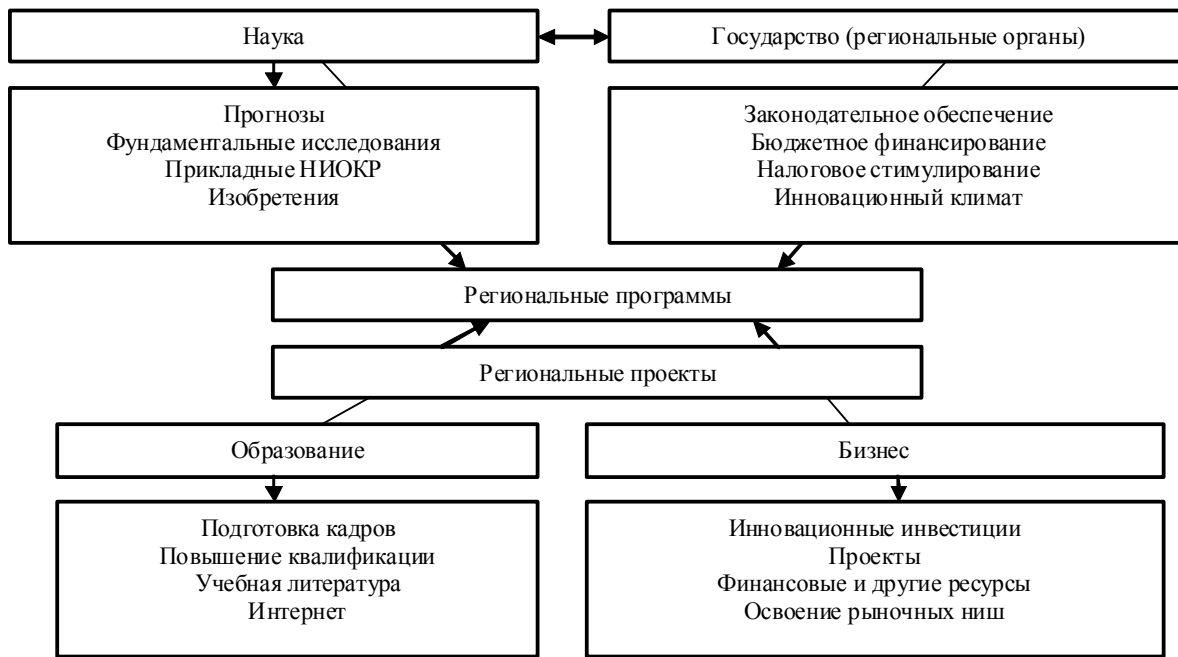 Наука
Государство (региональные органы)
Прогнозы
Фундаментальные исследования
Прикладные НИОКР
Изобретения
Законодательное обеспечение
Бюджетное финансирование
Налоговое стимулирование
Инновационный климат
Региональные программы
Региональные проекты
Образование
Бизнес
Подготовка кадров
Повышение квалификации
Учебная литература
Интернет
Инновационные инвестиции
Проекты
Финансовые и другие ресурсы
Освоение рыночных ниш